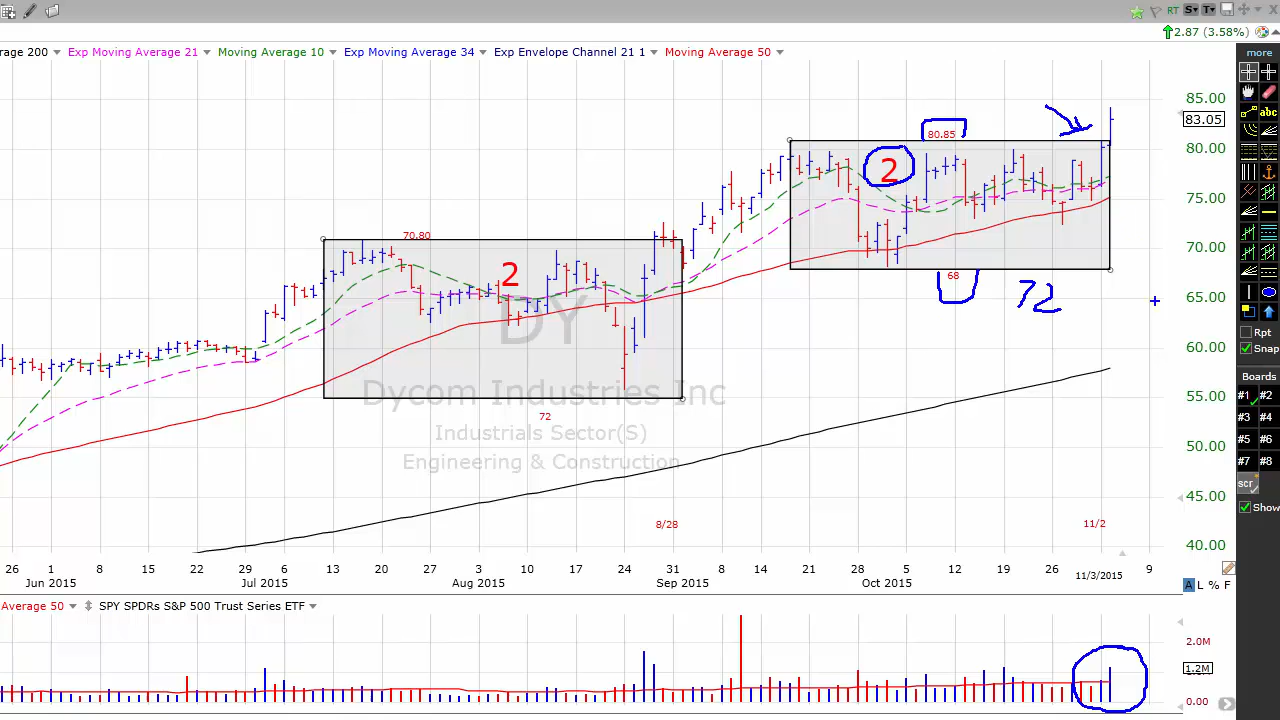 RT S T
2.87 (3.58%)
rage 200 Exp Moving Average 21 Moving Average 10 Exp Moving Average 34 Exp Envelope Channel 21 1 Moving Average 50
more
abc
85.00
83.05
80.00
75.00
70.00
65.00
60.00
55.00
50.00
45.00
40.00
80.85
2
68
72
70.80
2
72
DY
Dycom Industries Inc
Industrials Sector(S)
Engineering & Construction
8/28
11/2
Rpt
Snap
Boards
#1 #2
#3 #4
#5 #6
#7 #8
scr
Show
26 1 8 15 22 29 6 13 20 27 3 10 17 24 31 8 14 21 28 5 12 19 26 9
Jun 2015 Jul 2015 Aug 2015 Sep 2015 Oct 2015 11/3/2015
A L % F
Average 50 SPY SPDRs S&P 500 Trust Series ETF
2.0M
1.2M
0.00